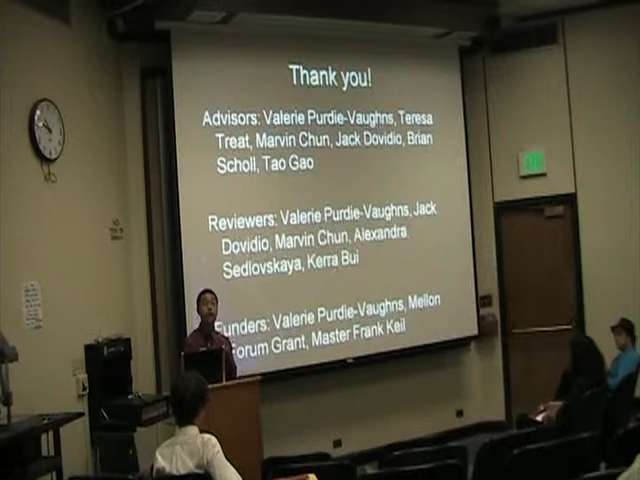 Thank you!
Advisors: Valerie Purdie-Vaughns, Teresa
Treat, Marvin Chun, Jack Dovidio, Brian
Scholl, Tao Gao
Reviewers: Valerie Purdie-Vaughns, Jack
Dovidio, Marvin Chun, Alexandra
Sedlovskaya, Kerra Bui
Funders: Valerie Purdie-Vaughns, Mellon
Forum Grant, Master Frank Keil